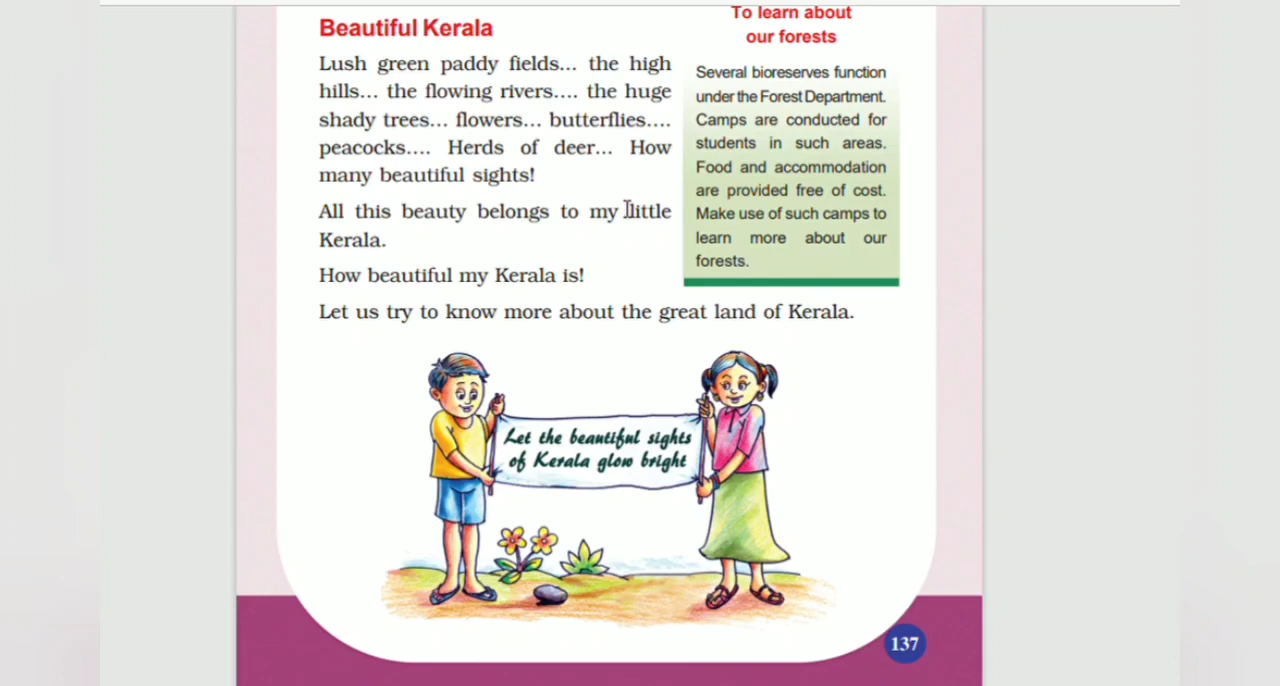 Beautiful Kerala
Lush green paddy fields... the high
hills... the flowing rivers.... the huge
shady trees... flowers... butterflies....
peacocks.... Herds of deer... How
many beautiful sights!
All this beauty belongs to my little
Kerala.
How beautiful my Kerala is!
Let us try to know more about the great land of Kerala.
To learn about
our forests
Several bioreserves function
under the Forest Department.
Camps are conducted for
students in such areas.
Food and accommodation
are provided free of cost.
Make use of such camps to
learn more about our
forests.
Let the beautiful sights
of Kerala glow bright
137